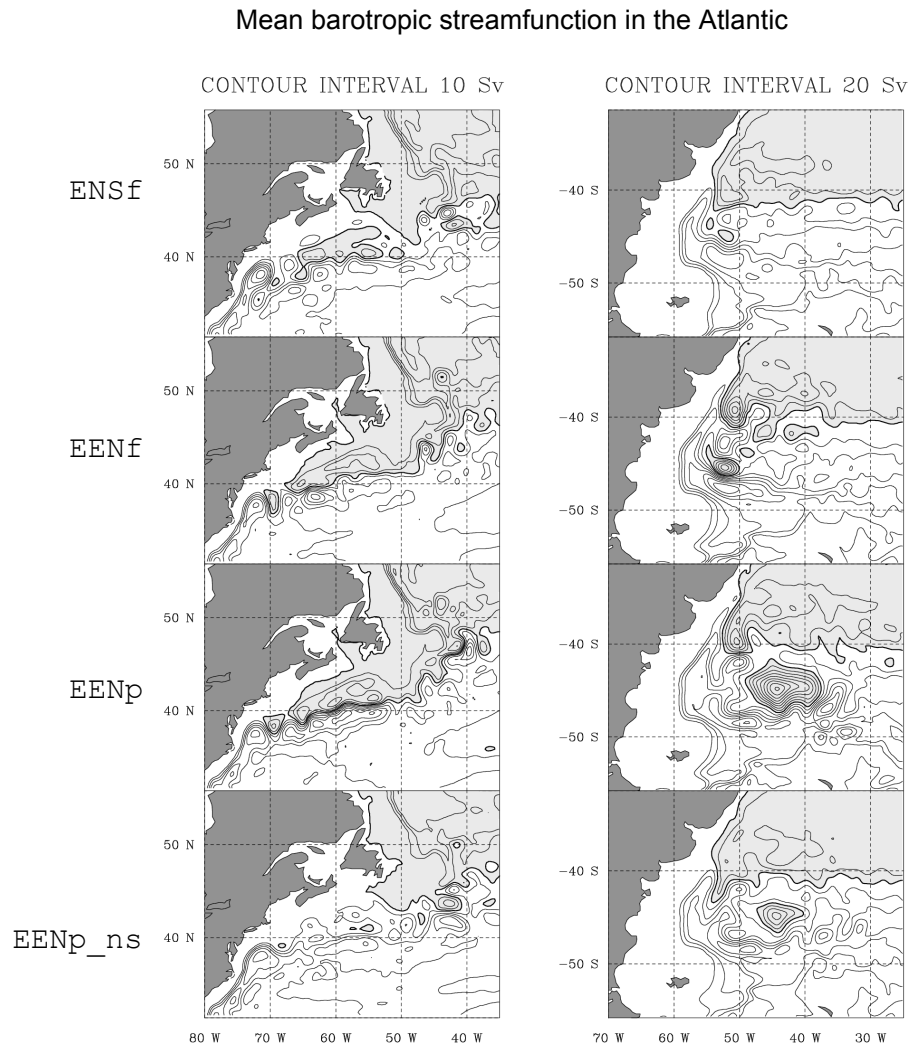 Mean barotropic streamfunction in the Atlantic
CONTOUR INTERVAL 10 Sv
CONTOUR INTERVAL 20 Sv
ENSf
50 N
40 N
-40 S
-50 S
EENf
50 N
40 N
-40 S
-50 S
EENp
50 N
40 N
-40 S
-50 S
EENp_ns
50 N
40 N
-40 S
-50 S
80 W 70 W 60 W 50 W 40 W
70 W 60 W 50 W 40 W 30 W